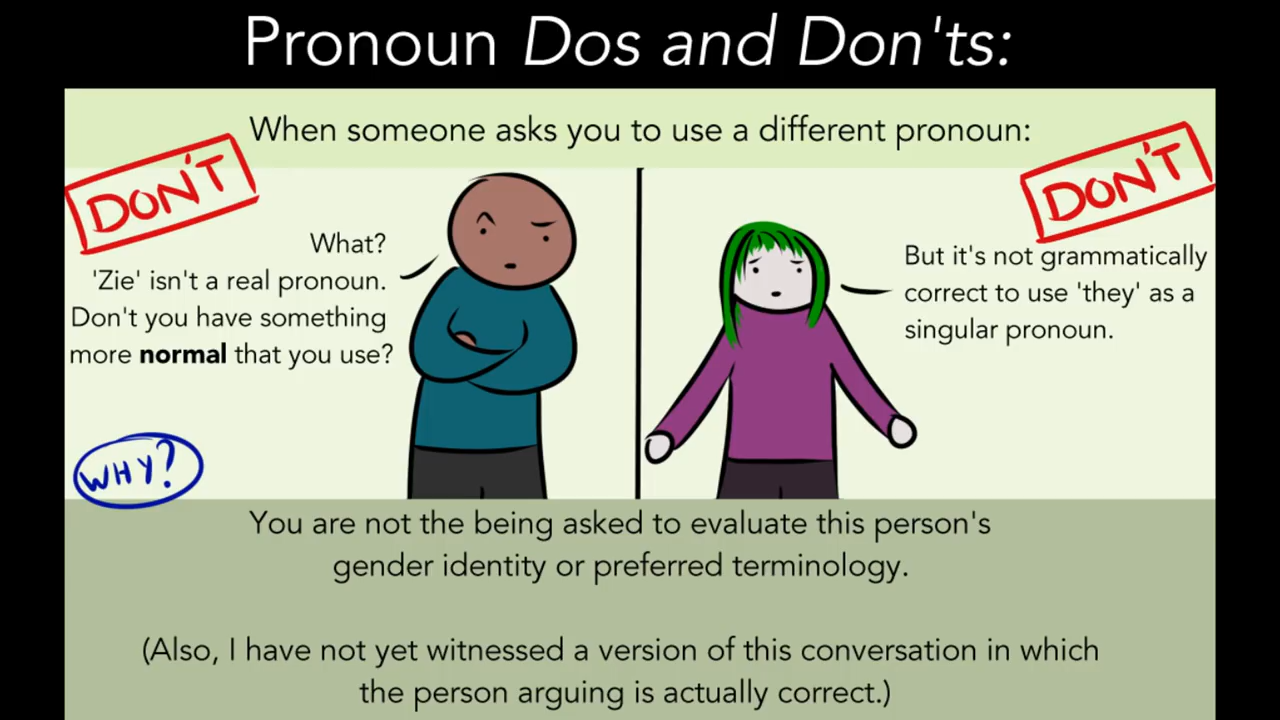 Pronoun Dos and Don'ts:
When someone asks you to use a different pronoun:
DON'T
What?
'Zie' isn't a real pronoun.
Don't you have something
more normal that you use?
DON'T
But it's not grammatically
correct to use 'they' as a
singular pronoun.
WHY?
You are not the being asked to evaluate this person's
gender identity or preferred terminology.
(Also, I have not yet witnessed a version of this conversation in which
the person arguing is actually correct.)